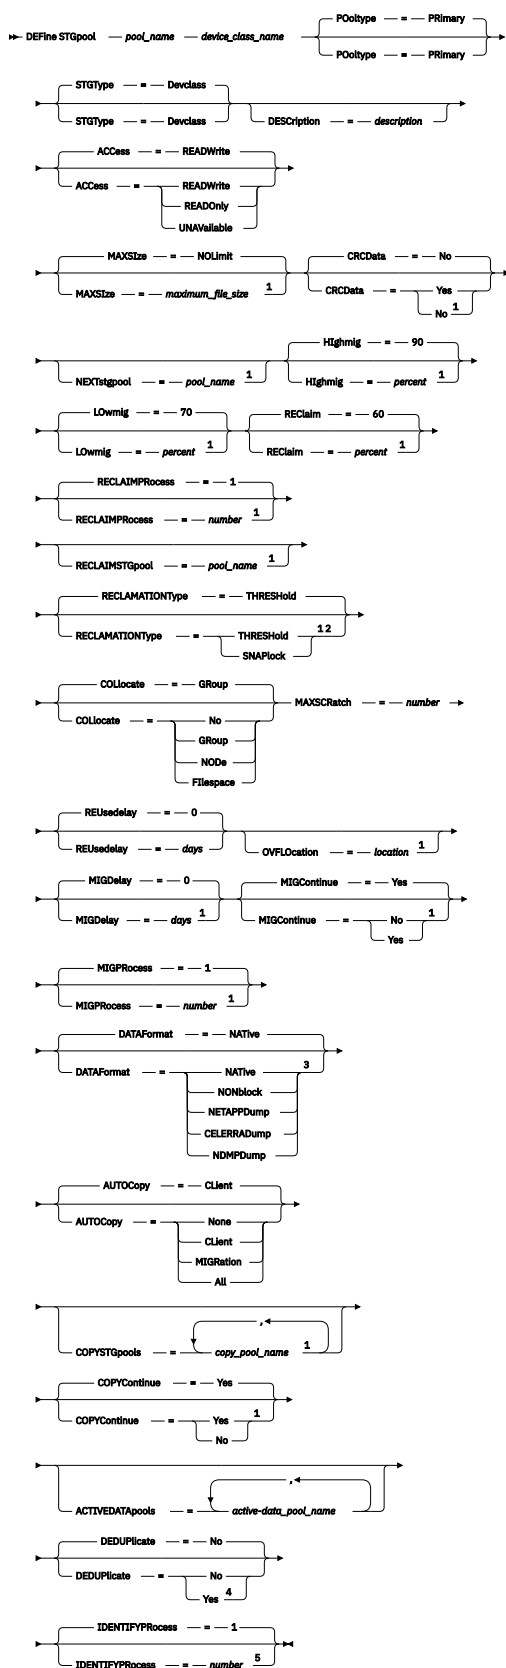 POoltype = PRimary
DEFine STGpool pool_name device_class_name
POoltype = PRimary
STGType = Devclass
STGType = Devclass
DESCription = description
ACCess = READWrite
ACCess = READWrite
READOnly
UNAVailable
MAXSIze = NOLimit
CRCData = No
MAXSIze = maximum_file_size 1
CRCData = Yes
No 1
HIghmig = 90
NEXTstgpool = pool_name 1
HIghmig = percent 1
LOwmig = 70
REClaim = 60
LOwmig = percent 1
REClaim = percent 1
RECLAIMPRocess = 1
RECLAIMPRocess = number 1
RECLAIMSTGpool = pool_name 1
RECLAMATIONType = THRESHold
RECLAMATIONType = THRESHold 1 2
SNAPlock
COLlocate = GRoup
MAXSCRatch = number
COLlocate = No
GRoup
NODe
FIlespace
REUsedelay = 0
REUsedelay = days
OVFLOcation = location 1
MIGDelay = 0
MIGContinue = Yes
MIGDelay = days 1
MIGContinue = No 1
Yes
MIGPRocess = 1
MIGPRocess = number 1
DATAFormat = NATive
DATAFormat = NATive 3
NONblock
NETAPPDump
CELERRADump
NDMPDump
AUTOCopy = CLient
AUTOCopy = None
CLient
MIGRation
All
,
COPYSTGpools = copy_pool_name 1
COPYContinue = Yes
COPYContinue = Yes 1
No
,
ACTIVEDATApools = active-data_pool_name
DEDUPlicate = No
DEDUPlicate = No
Yes 4
IDENTIFYPRocess = 1
IDENTIFYPRocess = number 5